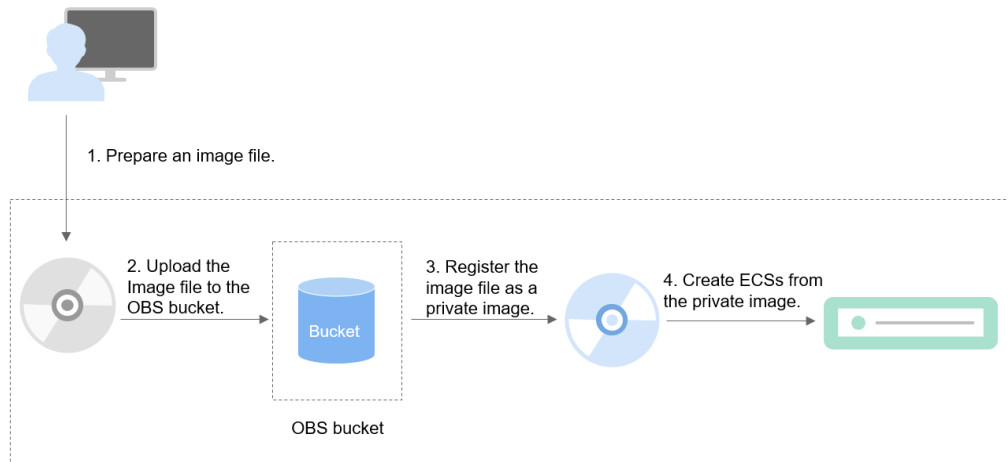 1. Prepare an image file.
2. Upload the
Image file to the
OBS bucket.
Bucket
OBS bucket
3. Register the
image file as a
private image.
4. Create ECSs from
the private image.